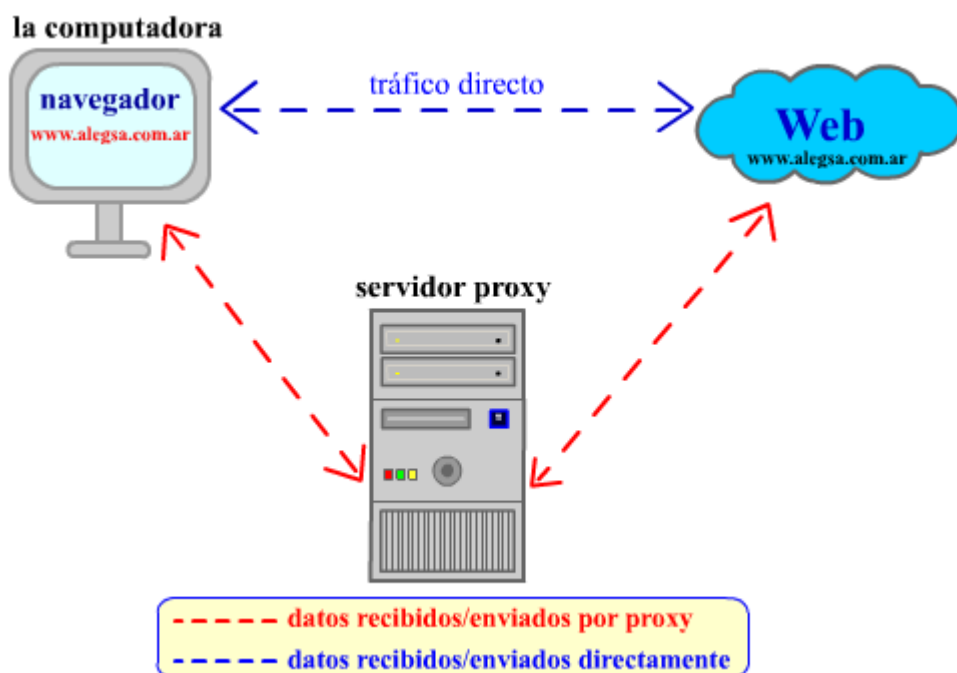 la computadora
navegador
www.alegsa.com.ar
tráfico directo
Web
www.alegsa.com.ar
servidor proxy
datos recibidos/enviados por proxy
datos recibidos/enviados directamente